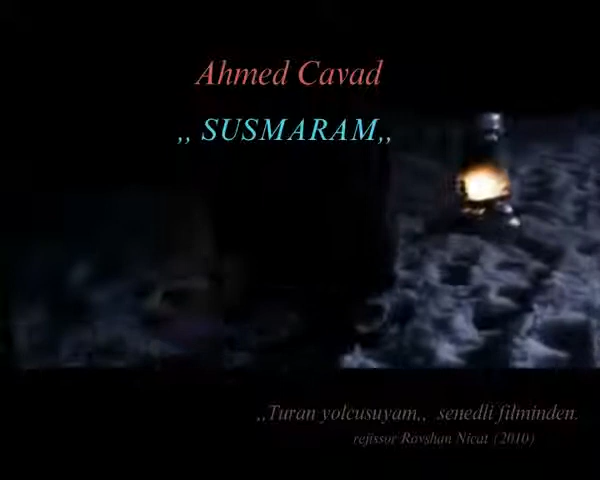 Ahmed Cavad
,, SUSMARAM,,
,,Turan yolcusuyam,, senedli filminden.
rejissor Rovshan Nicat (2010)